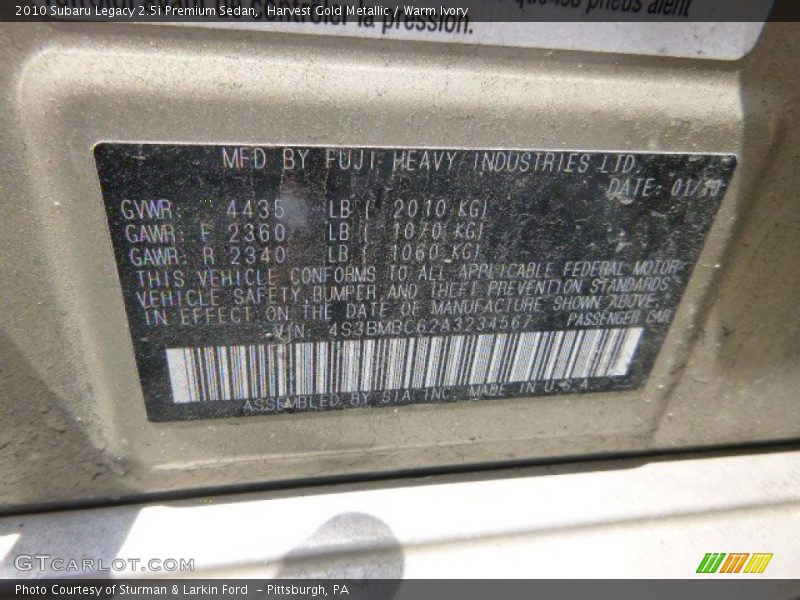 2010 Subaru Legacy 2.5i Premium Sedan, Harvest Gold Metallic / Warm Ivory
la pression.
pneus alent
MFD BY FUJI HEAVY INDUSTRIES LTD.
DATE: 01/10
GVWR: 4435 LB ( 2010 KG)
GAWR: F 2360 LB ( 1070 KG)
GAWR: R 2340 LB ( 1060 KG)
THIS VEHICLE CONFORMS TO ALL APPLICABLE FEDERAL MOTOR
VEHICLE SAFETY, BUMPER AND THEFT PREVENTION STANDARDS
IN EFFECT ON THE DATE OF MANUFACTURE SHOWN ABOVE.
VIN: 4S3BMBC62A3234567 PASSENGER CAR
ASSEMBLED BY SIA INC. MADE IN U.S.A
GTCARLOT.COM
Photo Courtesy of Sturman & Larkin Ford - Pittsburgh, PA